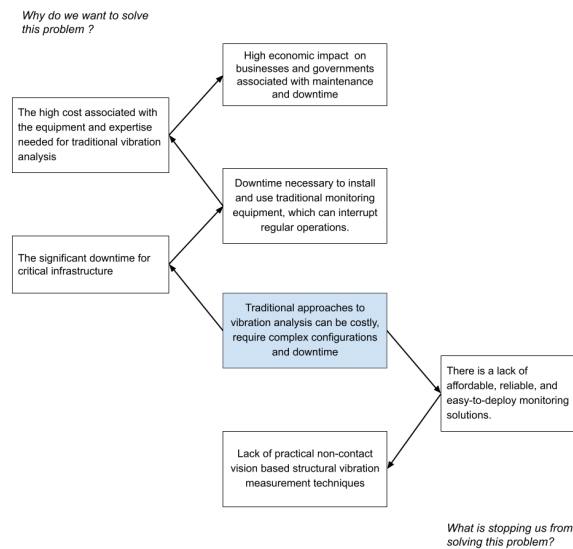 Why do we want to solve
this problem ?
High economic impact on
businesses and governments
associated with maintenance
and downtime
The high cost associated with
the equipment and expertise
needed for traditional vibration
analysis
Downtime necessary to install
and use traditional monitoring
equipment, which can interrupt
regular operations.
The significant downtime for
critical infrastructure
Traditional approaches to
vibration analysis can be costly,
require complex configurations
and downtime
There is a lack of
affordable, reliable, and
easy-to-deploy monitoring
solutions.
Lack of practical non-contact
vision based structural vibration
measurement techniques
What is stopping us from
solving this problem?